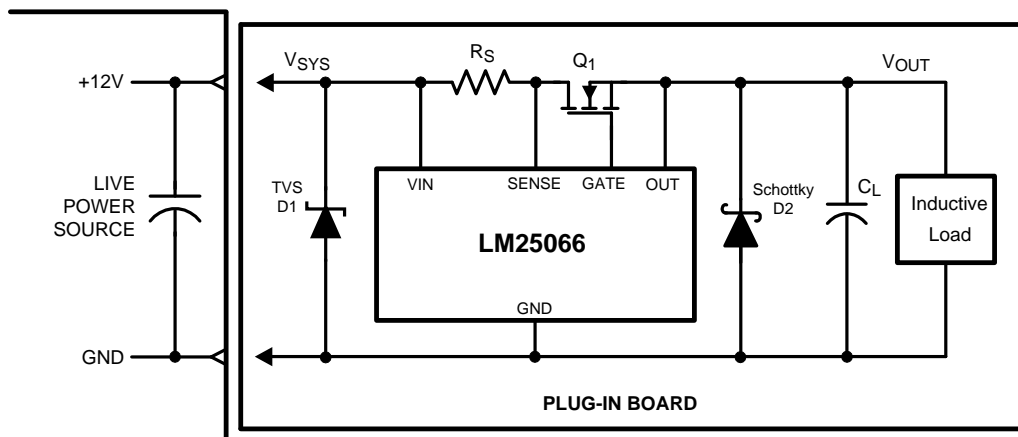 +12V
LIVE
POWER
SOURCE
GND
VSYS
RS
Q1
VOUT
VIN
SENSE
GATE
OUT
TVS
D1
LM25066
GND
Schottky
D2
CL
Inductive
Load
PLUG-IN BOARD